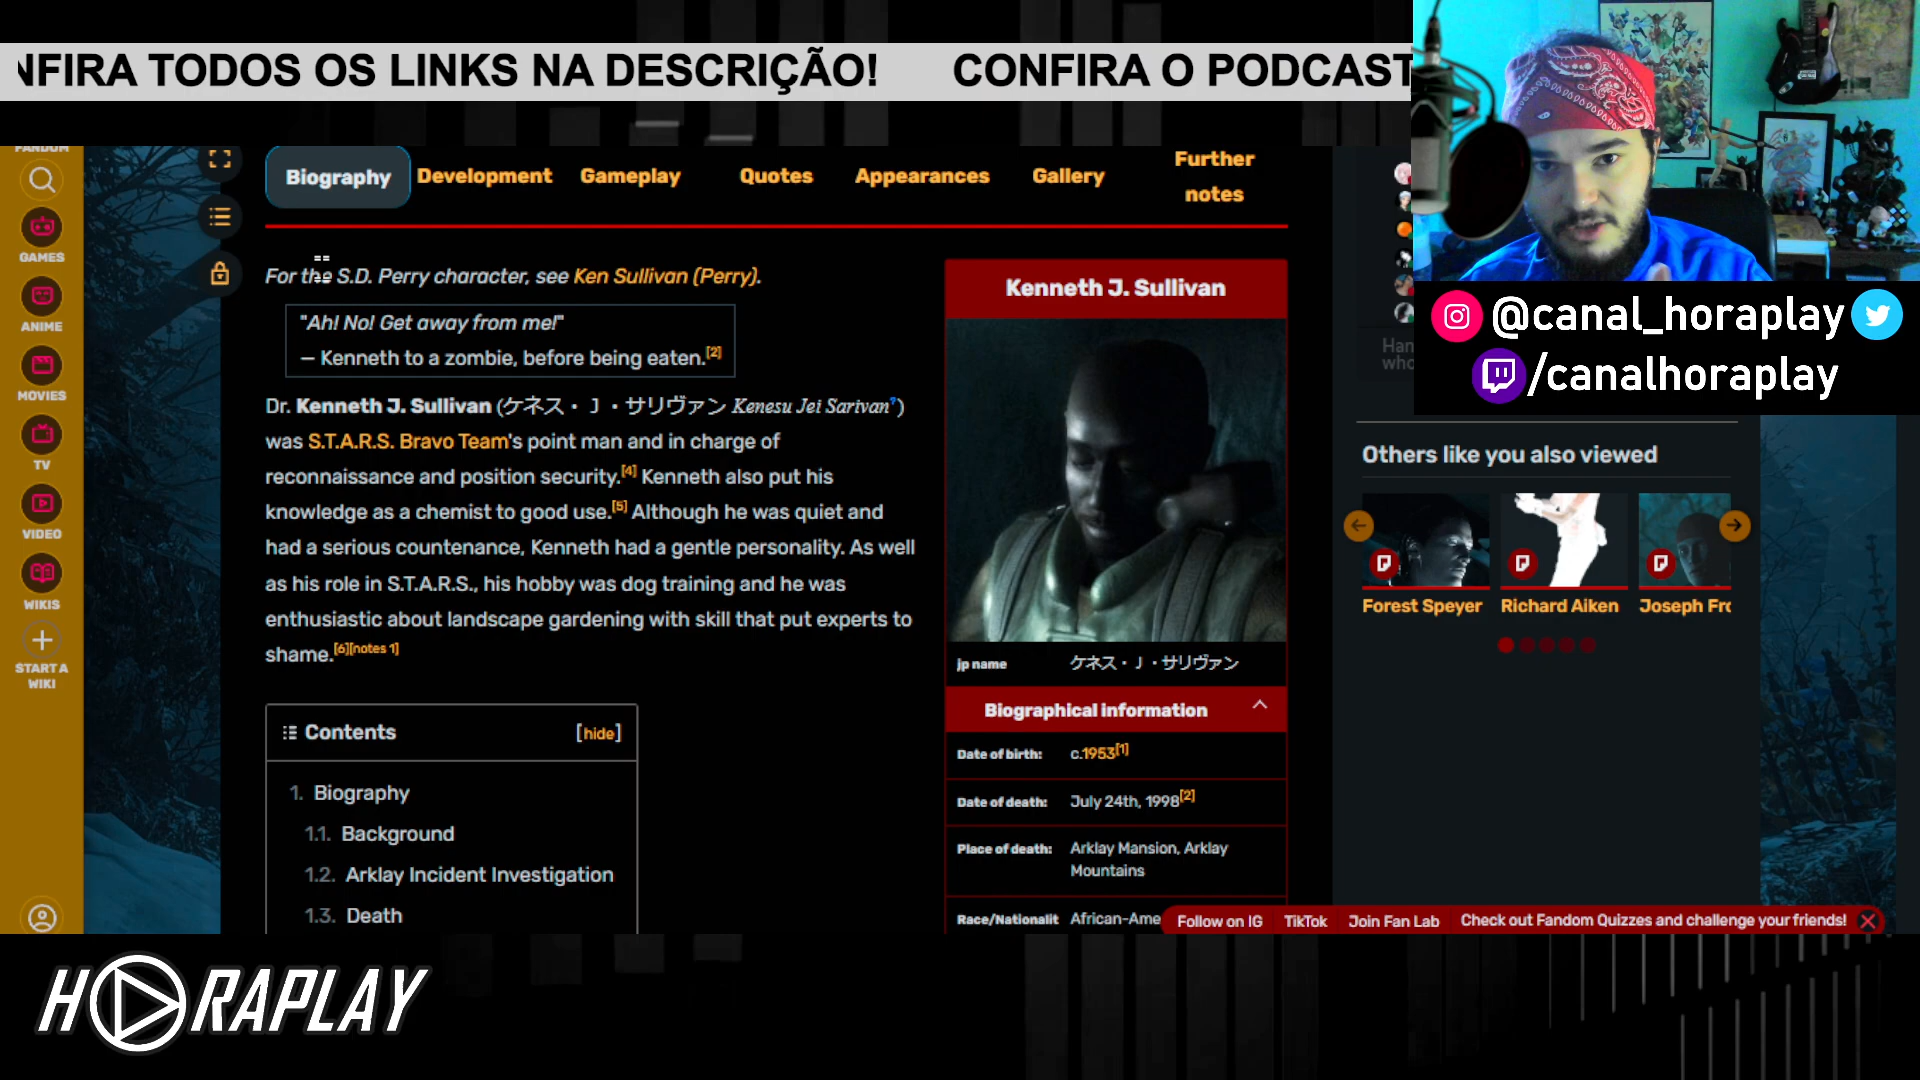 NFIRA TODOS OS LINKS NA DESCRIÇÃO! CONFIRA O PODCAST
FANDOM
GAMES
ANIME
MOVIES
TV
VIDEO
WIKIS
START A
WIKI
Biography
Development
Gameplay
Quotes
Appearances
Gallery
Further
notes
For the S.D. Perry character, see Ken Sullivan (Perry).
"Ah! No! Get away from me!"
— Kenneth to a zombie, before being eaten.[2]
Dr. Kenneth J. Sullivan (ケネス・J・サリヴァン Kenesu Jei Sarivan?)
was S.T.A.R.S. Bravo Team's point man and in charge of
reconnaissance and position security.[4] Kenneth also put his
knowledge as a chemist to good use.[5] Although he was quiet and
had a serious countenance, Kenneth had a gentle personality. As well
as his role in S.T.A.R.S., his hobby was dog training and he was
enthusiastic about landscape gardening with skill that put experts to
shame.[6][notes 1]
Contents [hide]
1. Biography
1.1. Background
1.2. Arklay Incident Investigation
1.3. Death
Kenneth J. Sullivan
jp name ケネス・J・サリヴァン
Biographical information
Date of birth: c.1953[1]
Date of death: July 24th, 1998[2]
Place of death: Arklay Mansion, Arklay
Mountains
Race/Nationalit African-Ame
Han
who
@canal_horaplay
/canalhoraplay
Others like you also viewed
Forest Speyer
Richard Aiken
Joseph Fro
Follow on IG TikTok Join Fan Lab Check out Fandom Quizzes and challenge your friends!
HORAPLAY